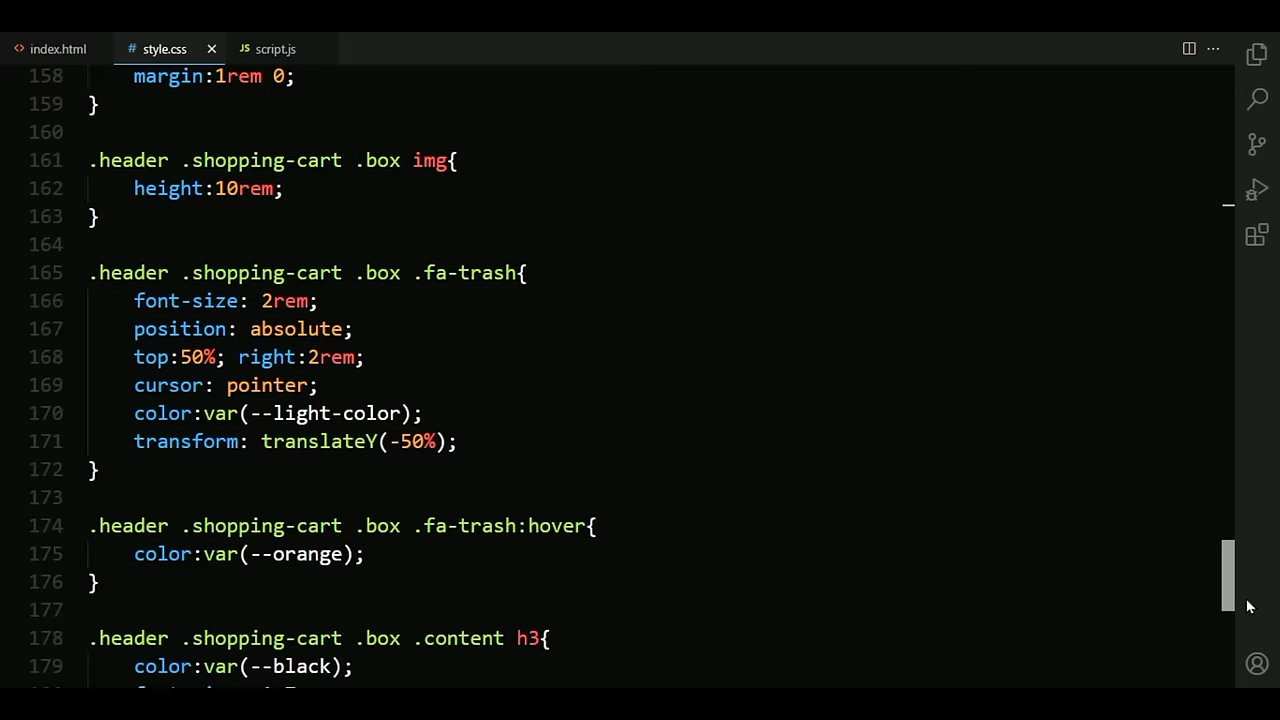 index.html # style.css × JS script.js ...
158 margin:1rem 0;
159 }
160
161 .header .shopping-cart .box img{
162 height:10rem;
163 }
164
165 .header .shopping-cart .box .fa-trash{
166 font-size: 2rem;
167 position: absolute;
168 top:50%; right:2rem;
169 cursor: pointer;
170 color:var(--light-color);
171 transform: translateY(-50%);
172 }
173
174 .header .shopping-cart .box .fa-trash:hover{
175 color:var(--orange);
176 }
177
178 .header .shopping-cart .box .content h3{
179 color:var(--black);